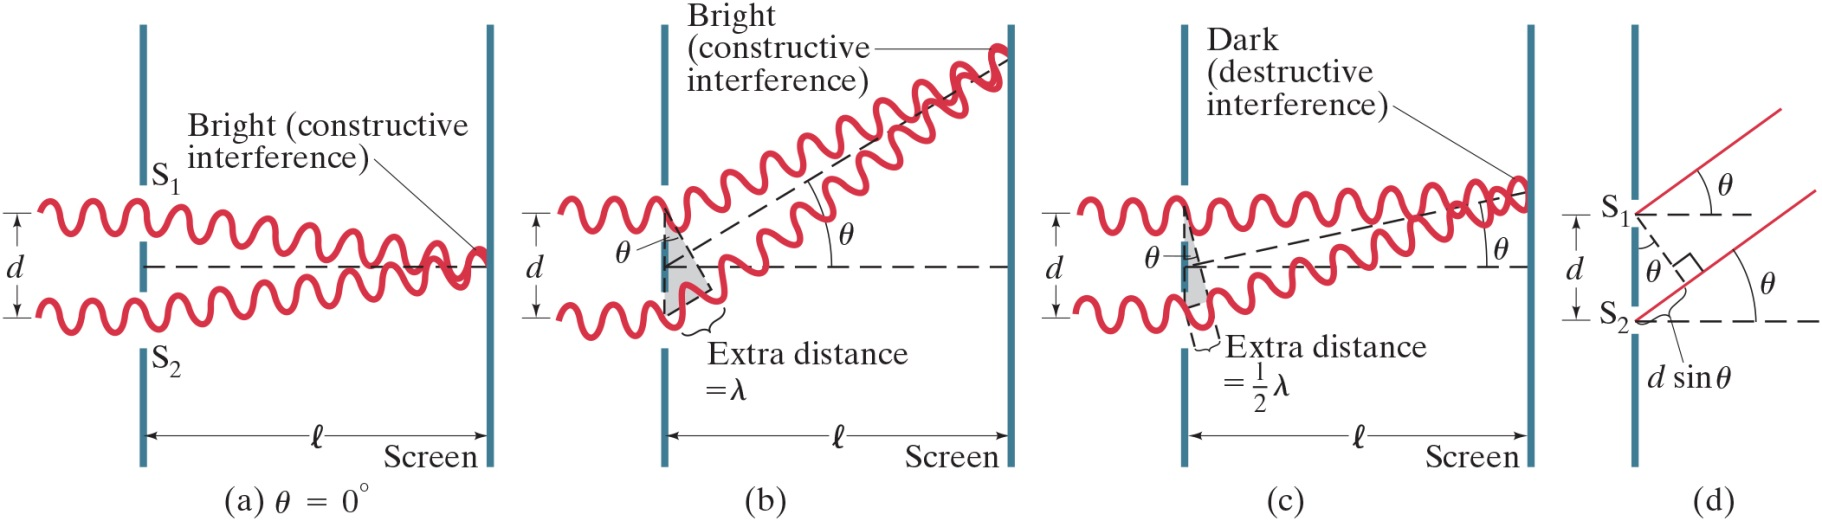 Bright (constructive
interference)
S₁
S₂
d
ℓ
Screen
(a) θ = 0°
Bright
(constructive
interference)
θ
θ
d
Extra distance
= λ
ℓ
Screen
(b)
Dark
(destructive
interference)
θ
θ
d
Extra distance
= 1/2 λ
ℓ
Screen
(c)
θ
S₁
d
θ
θ
S₂
d sin θ
(d)